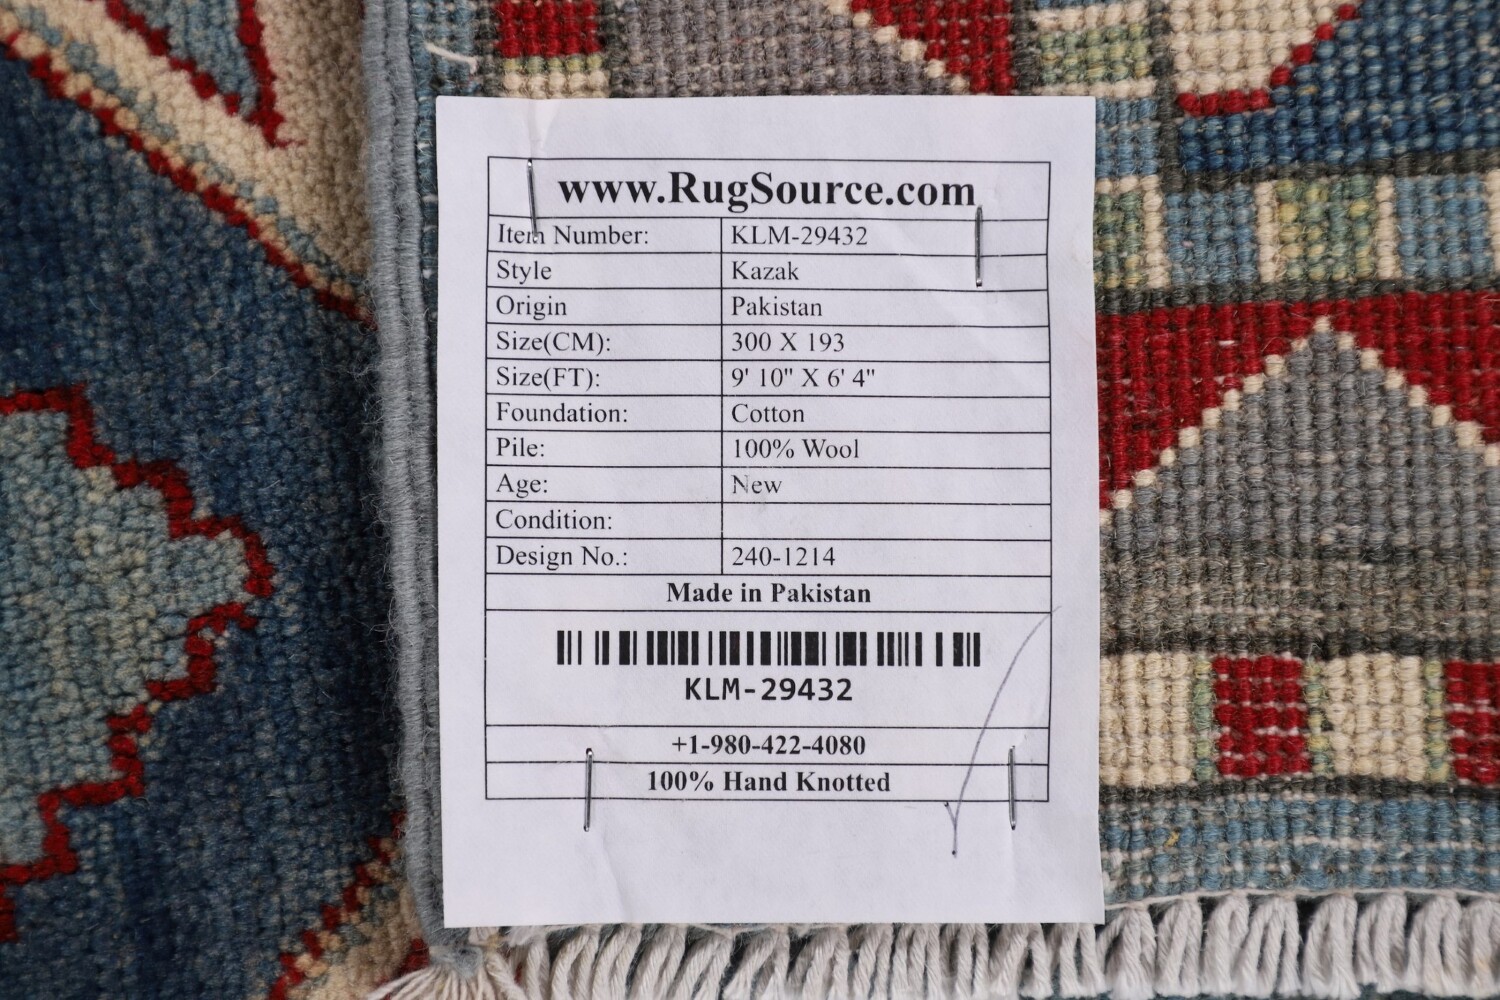 www.RugSource.com
Item Number: KLM-29432
Style Kazak
Origin Pakistan
Size(CM): 300 X 193
Size(FT): 9' 10" X 6' 4"
Foundation: Cotton
Pile: 100% Wool
Age: New
Condition:
Design No.: 240-1214
Made in Pakistan
KLM-29432
+1-980-422-4080
100% Hand Knotted